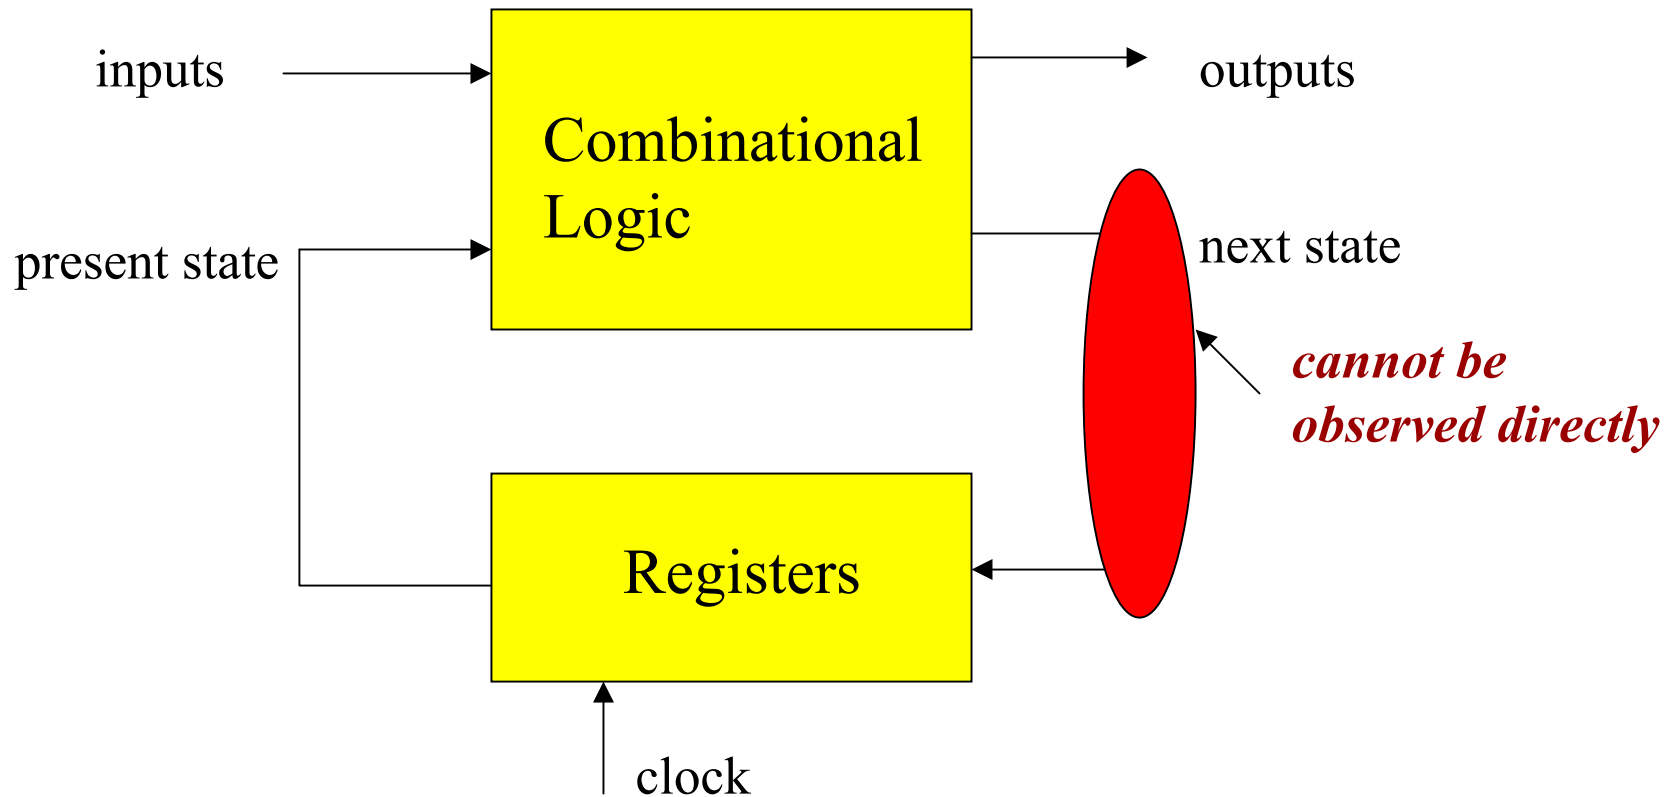 inputs
outputs
Combinational
Logic
present state
next state
cannot be
observed directly
Registers
clock